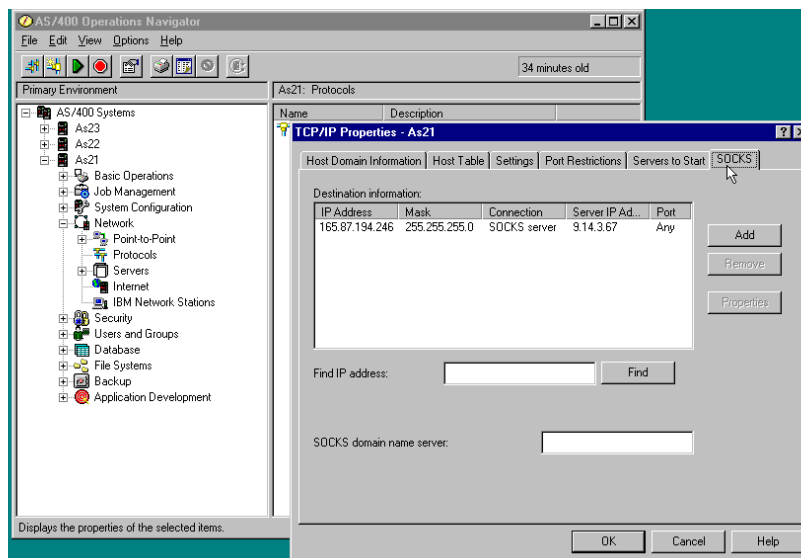 AS/400 Operations Navigator
File Edit View Options Help
34 minutes old
Primary Environment
As21: Protocols
AS/400 Systems
As23
As22
As21
Basic Operations
Job Management
System Configuration
Network
Point-to-Point
Protocols
Servers
Internet
IBM Network Stations
Security
Users and Groups
Database
File Systems
Backup
Application Development
Name Description
TCP/IP Properties - As21
Host Domain Information Host Table Settings Port Restrictions Servers to Start SOCKS
Destination information:
IP Address Mask Connection Server IP Ad... Port
165.87.194.246 255.255.255.0 SOCKS server 9.14.3.67 Any
Add
Remove
Properties
Find IP address:
Find
SOCKS domain name server:
OK Cancel Help
Displays the properties of the selected items.